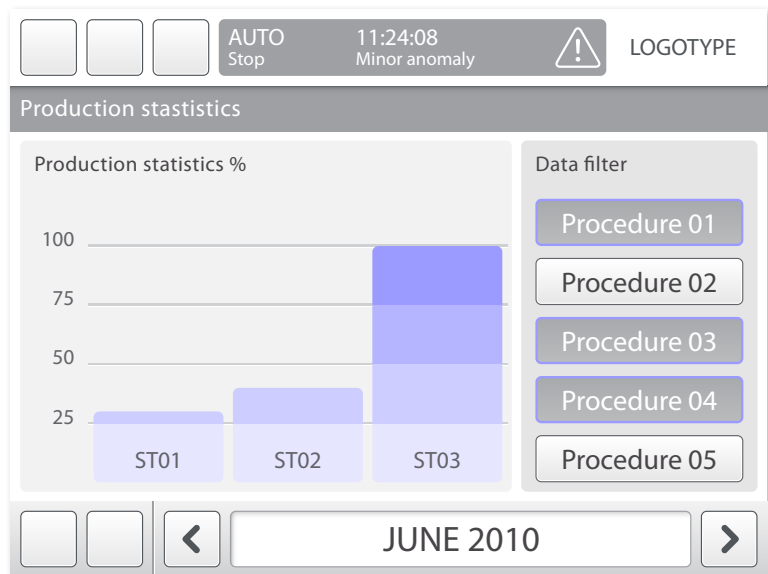 AUTO 11:24:08
Stop Minor anomaly
LOGOTYPE
Production stastistics
Production statistics %
100
75
50
25
ST01 ST02 ST03
Data filter
Procedure 01
Procedure 02
Procedure 03
Procedure 04
Procedure 05
JUNE 2010